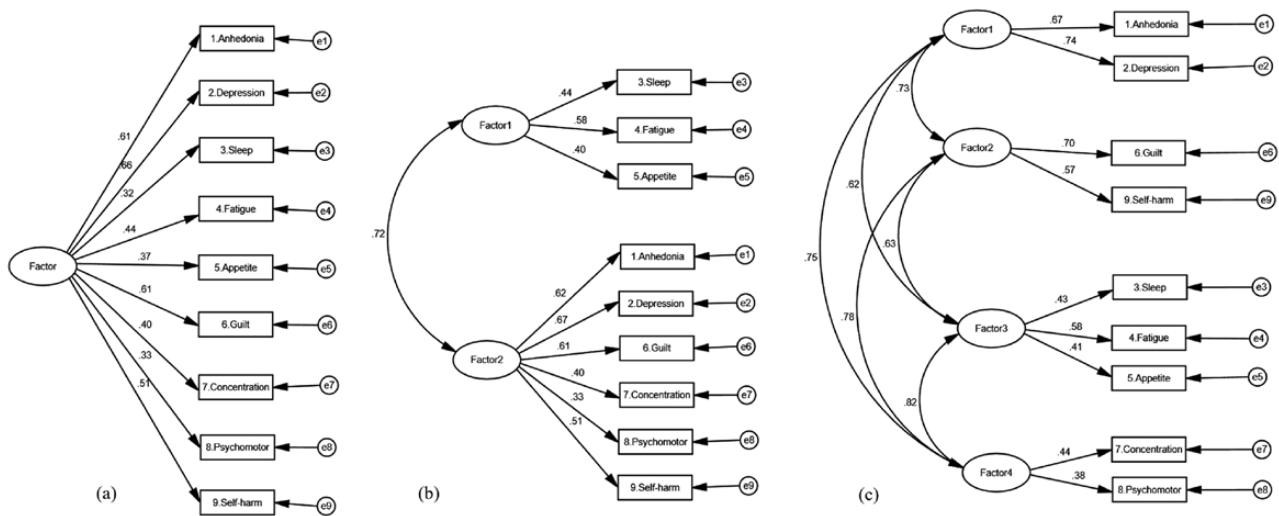 1.Anhedonia
e1
2.Depression
e2
3.Sleep
e3
4.Fatigue
e4
5.Appetite
e5
6.Guilt
e6
7.Concentration
e7
8.Psychomotor
e8
9.Self-harm
e9
Factor
.61
.66
.32
.44
.37
.61
.40
.33
.51
(a)
Factor1
.44
3.Sleep
e3
.58
4.Fatigue
e4
.40
5.Appetite
e5
.72
Factor2
.62
1.Anhedonia
e1
.67
2.Depression
e2
.61
6.Guilt
e6
.40
7.Concentration
e7
.33
8.Psychomotor
e8
.51
9.Self-harm
e9
(b)
Factor1
.67
1.Anhedonia
e1
.74
2.Depression
e2
.73
Factor2
.70
6.Guilt
e6
.57
9.Self-harm
e9
.62
.63
.75
.78
Factor3
.43
3.Sleep
e3
.58
4.Fatigue
e4
.41
5.Appetite
e5
.82
Factor4
.44
7.Concentration
e7
.38
8.Psychomotor
e8
(c)